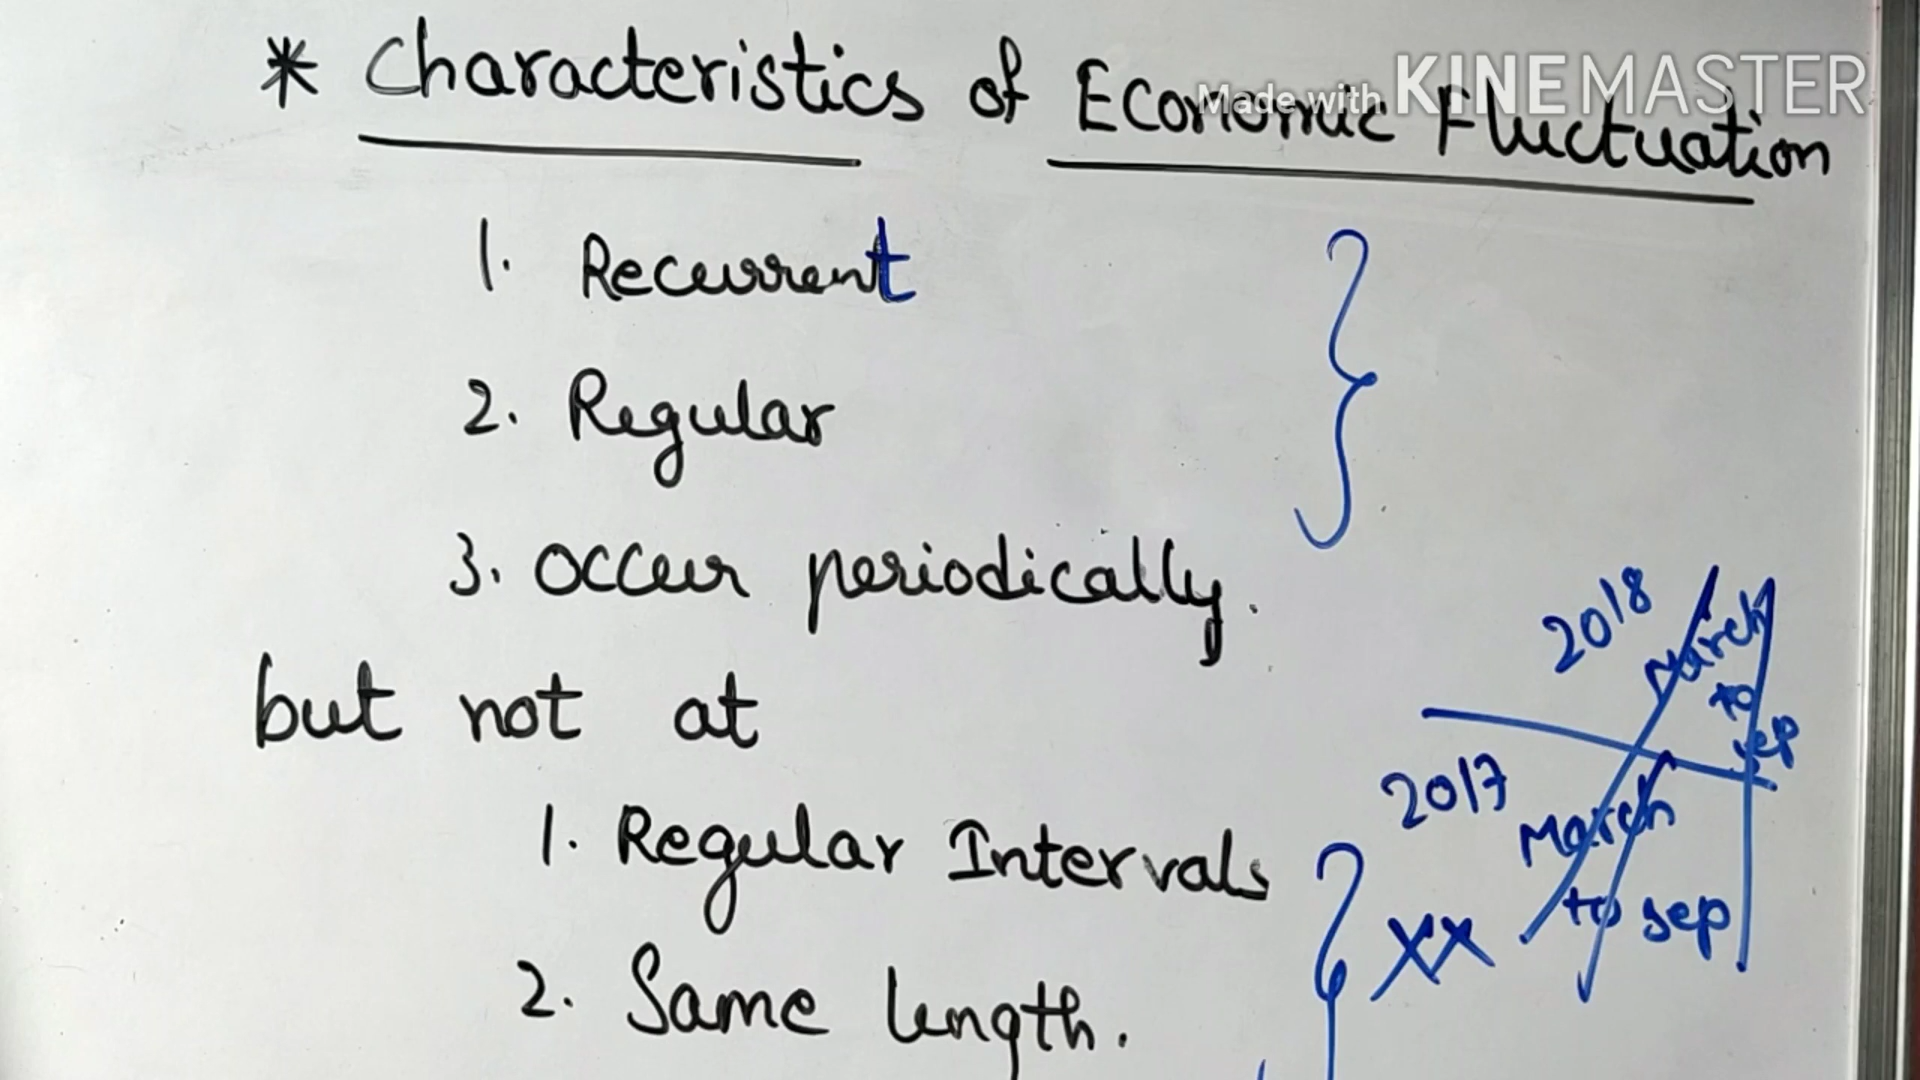 * Characteristics of Economic Fluctuation
Made with KINEMASTER
1. Recurrent
2. Regular
3. Occur periodically.
but not at
1. Regular Intervals
2. Same length.
2018 March
to
sep
2017 March
to sep
XX